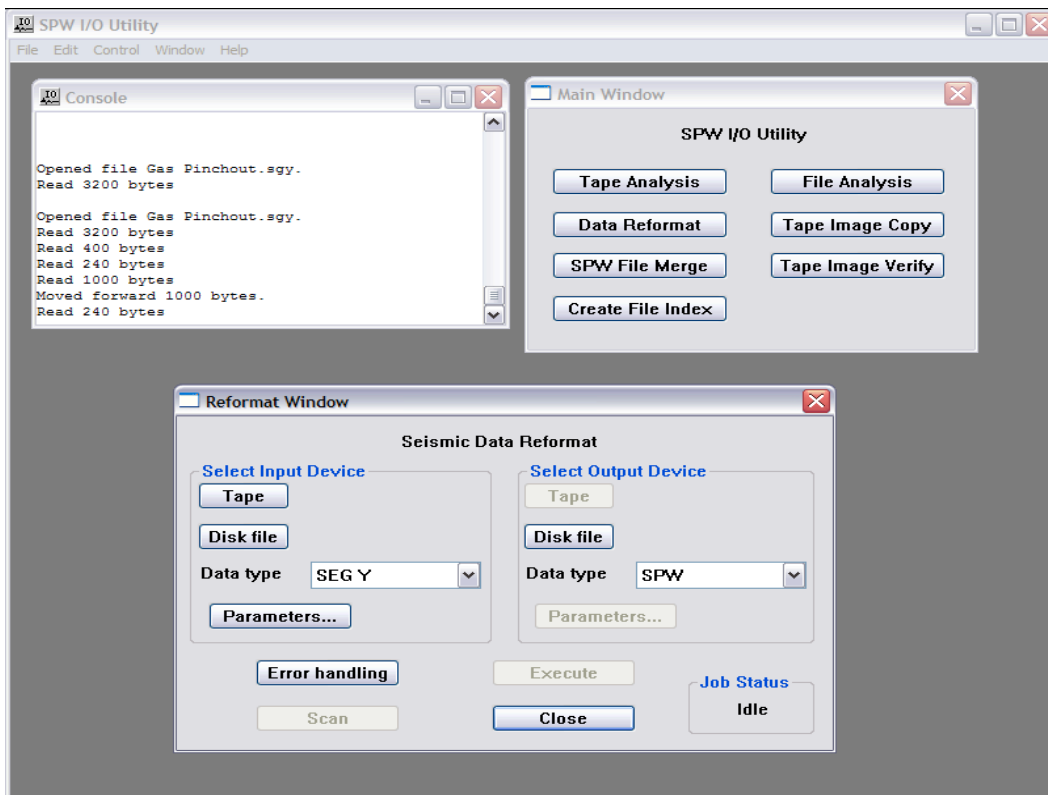 SPW I/O Utility
File Edit Control Window Help
Console
Opened file Gas Pinchout.sgy.
Read 3200 bytes
Opened file Gas Pinchout.sgy.
Read 3200 bytes
Read 400 bytes
Read 240 bytes
Read 1000 bytes
Moved forward 1000 bytes.
Read 240 bytes
Main Window
SPW I/O Utility
Tape Analysis File Analysis
Data Reformat Tape Image Copy
SPW File Merge Tape Image Verify
Create File Index
Reformat Window
Seismic Data Reformat
Select Input Device
Tape
Disk file
Data type SEG Y
Parameters...
Select Output Device
Tape
Disk file
Data type SPW
Parameters...
Error handling Execute
Scan Close
Job Status
Idle